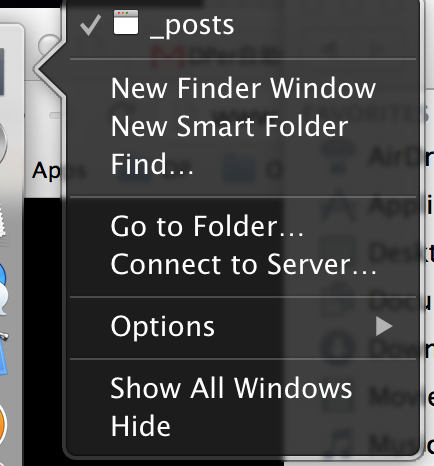 _posts
New Finder Window
New Smart Folder
Find...
Apps
Go to Folder...
Connect to Server...
Options
Show All Windows
Hide